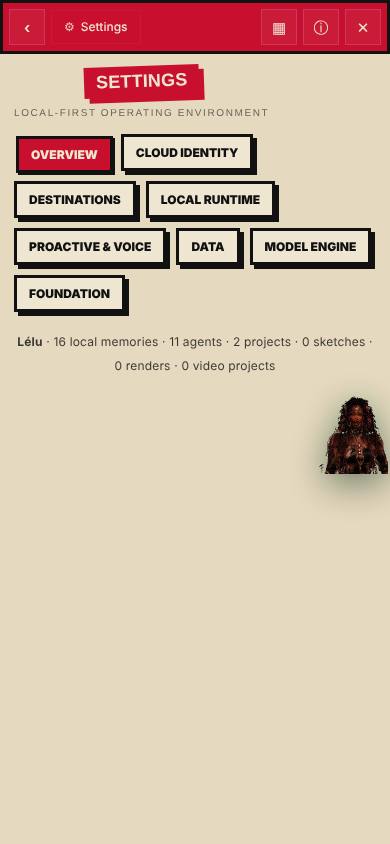 ‹ ⚙ Settings ▦ ⓘ ✕
SETTINGS
LOCAL-FIRST OPERATING ENVIRONMENT
OVERVIEW CLOUD IDENTITY
DESTINATIONS LOCAL RUNTIME
PROACTIVE & VOICE DATA MODEL ENGINE
FOUNDATION
Lélu · 16 local memories · 11 agents · 2 projects · 0 sketches ·
0 renders · 0 video projects